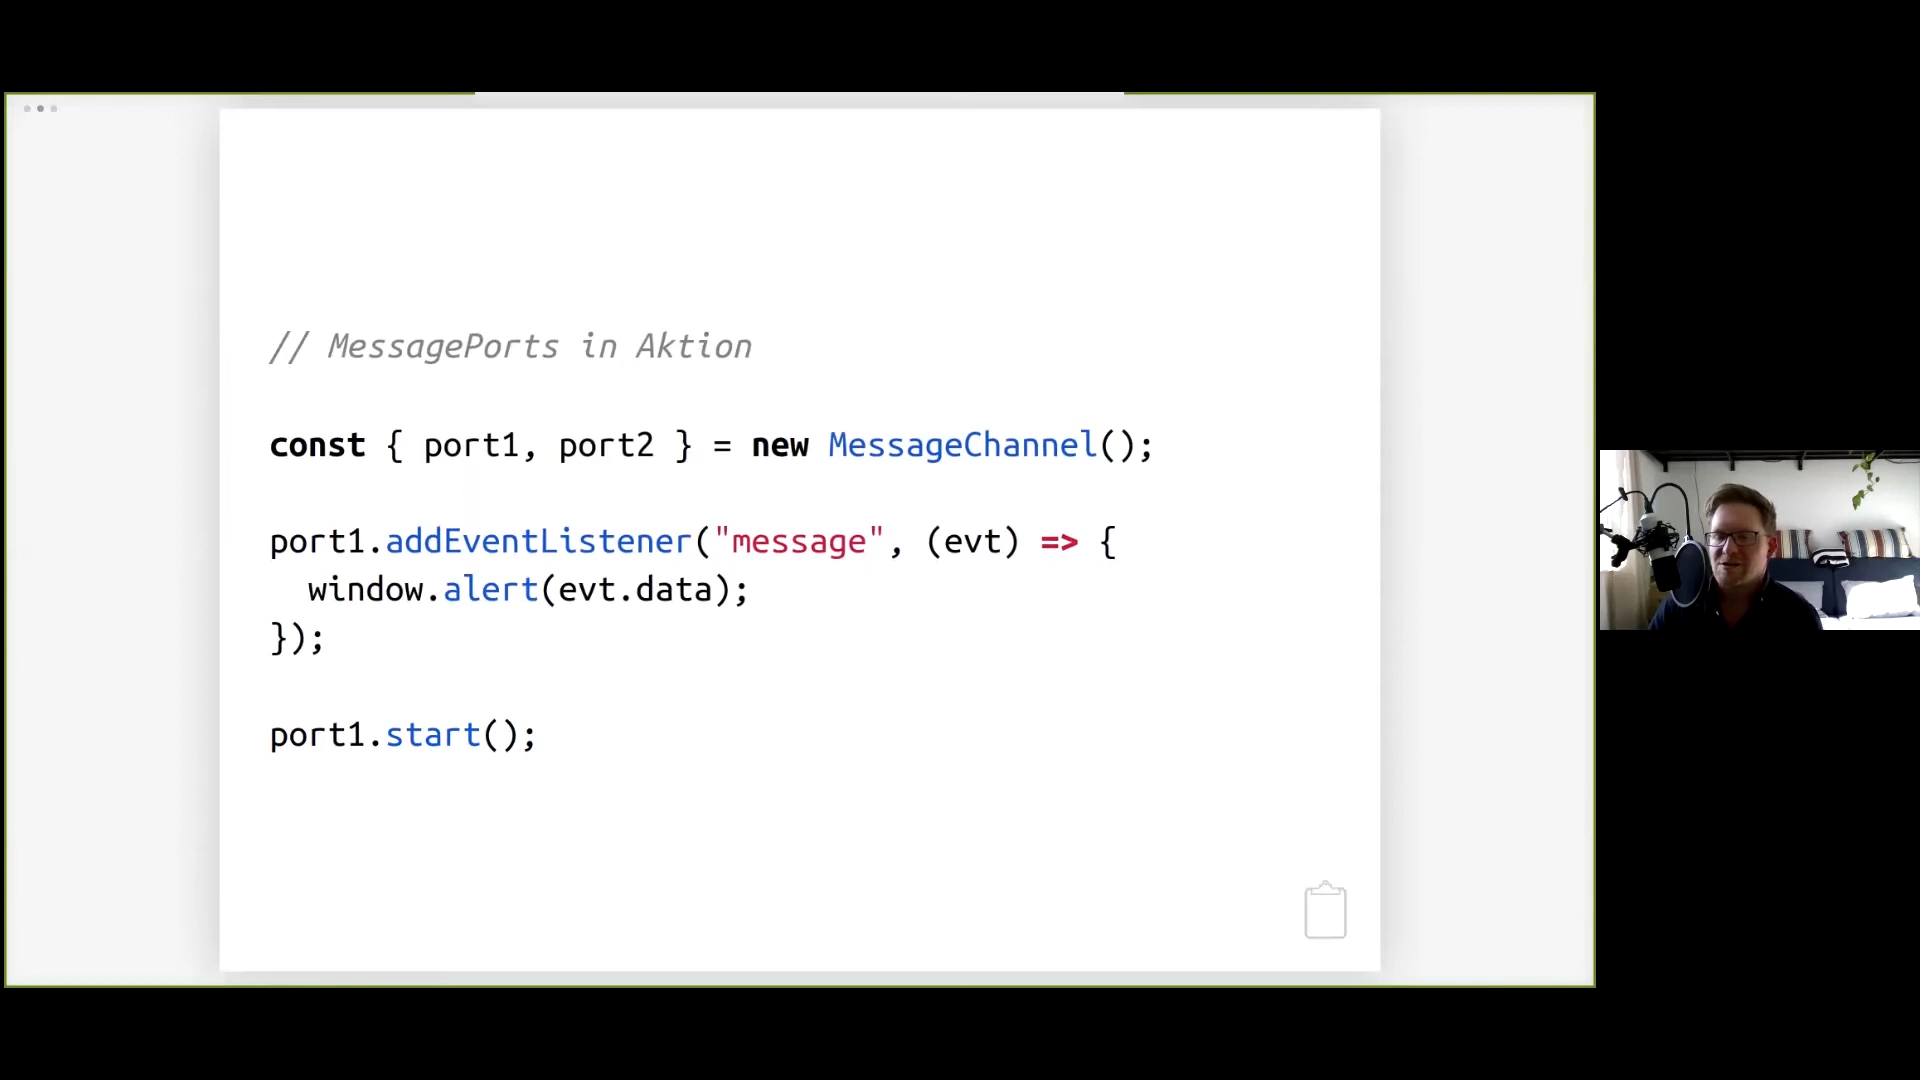 // MessagePorts in Aktion
const { port1, port2 } = new MessageChannel();
port1.addEventListener("message", (evt) => {
  window.alert(evt.data);
});
port1.start();